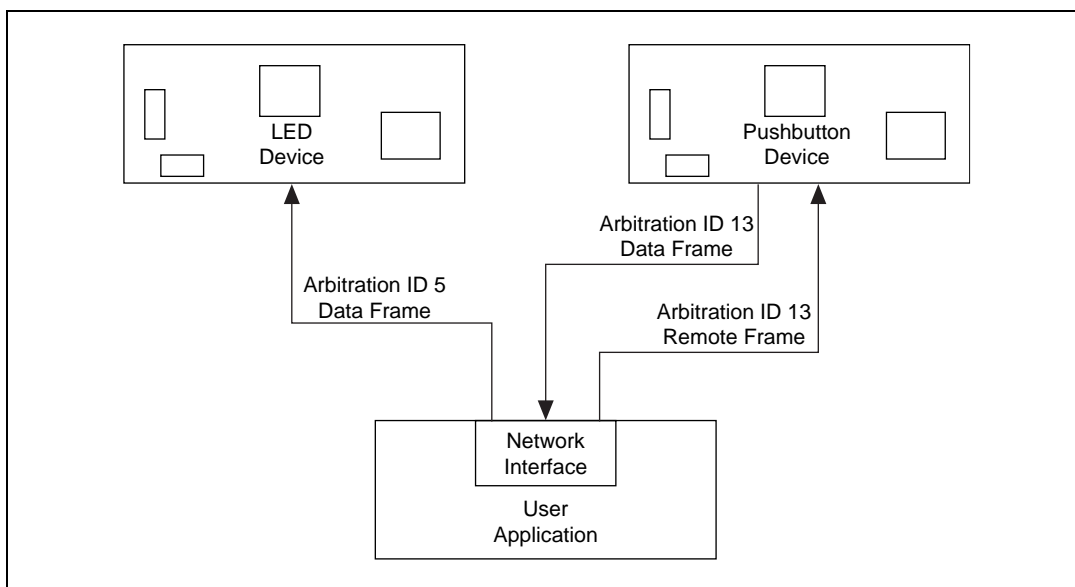 LED
Device
Pushbutton
Device
Arbitration ID 13
Data Frame
Arbitration ID 5
Data Frame
Arbitration ID 13
Remote Frame
Network
Interface
User
Application